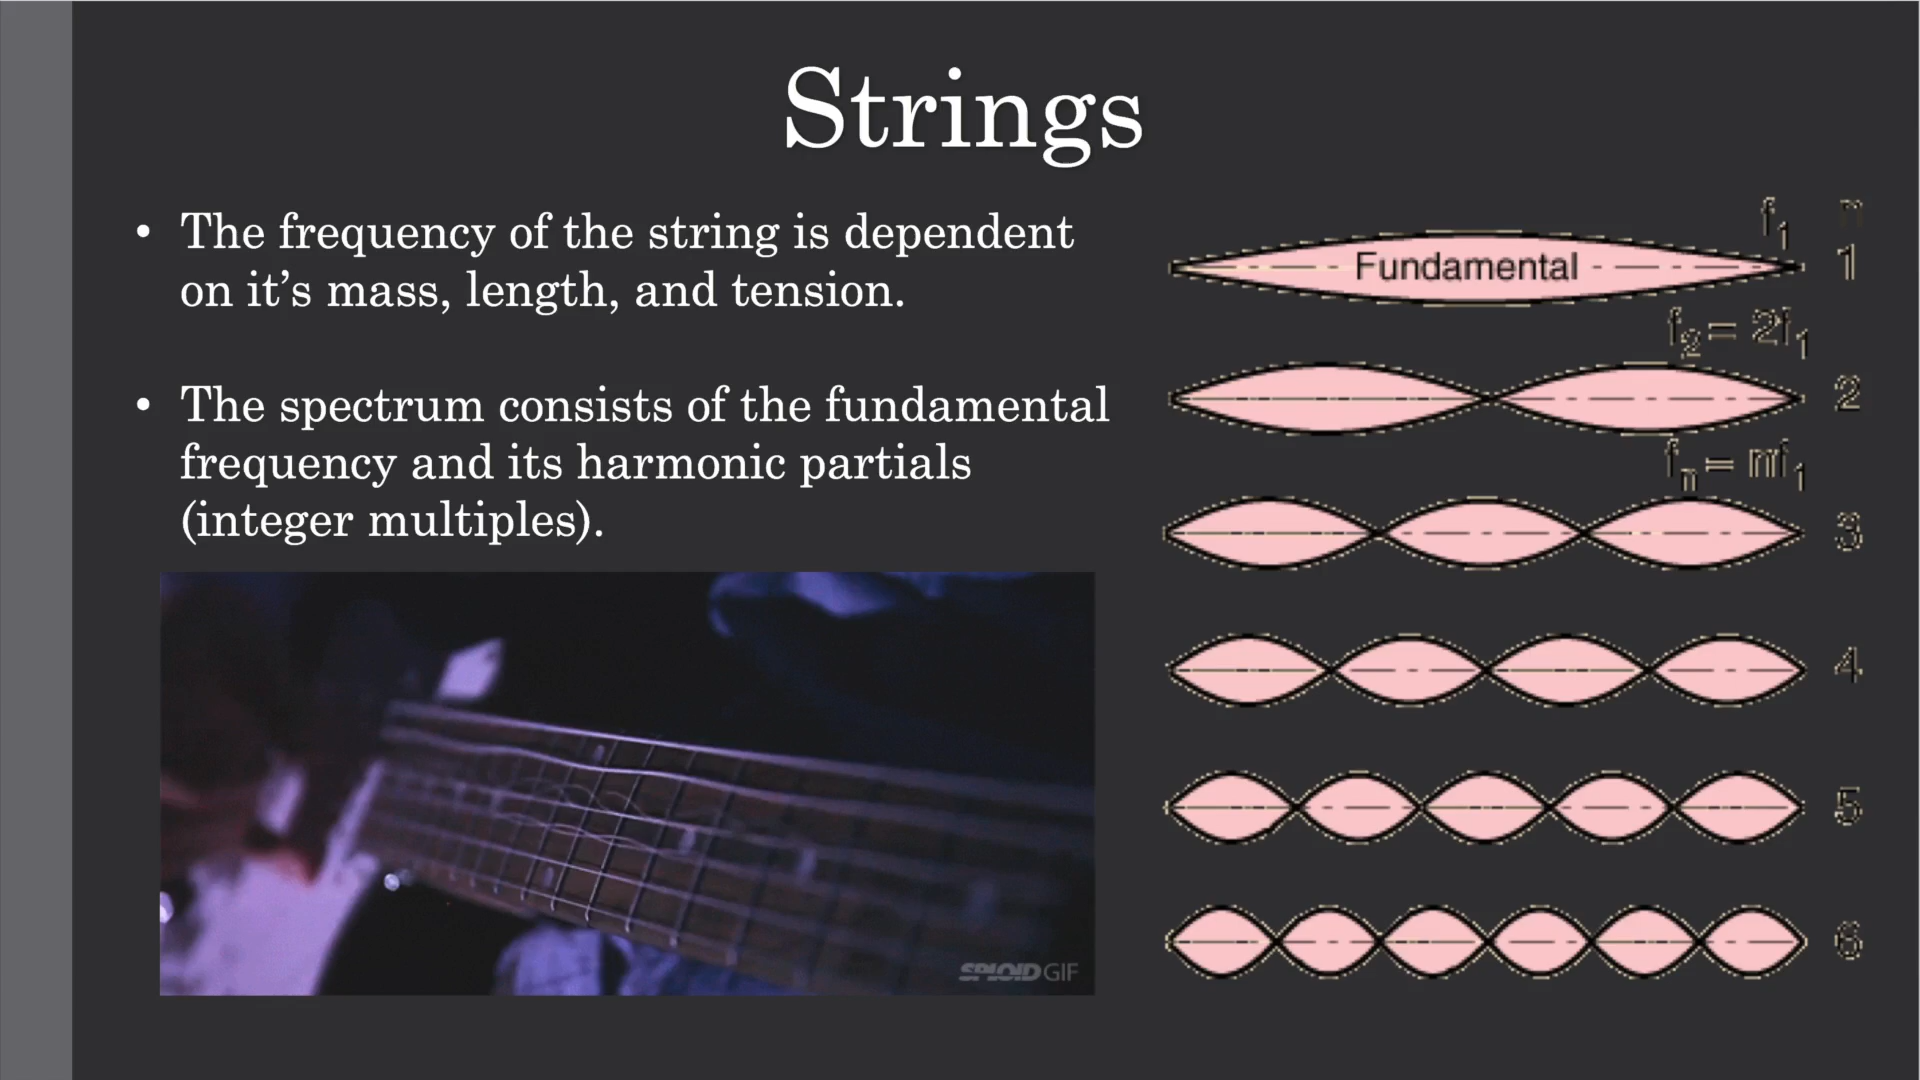 Strings
• The frequency of the string is dependent
on it’s mass, length, and tension.
• The spectrum consists of the fundamental
frequency and its harmonic partials
(integer multiples).
SPLOID GIF
f₁ n
Fundamental 1
f₂ = 2f₁
2
fₙ = nf₁
3
4
5
6